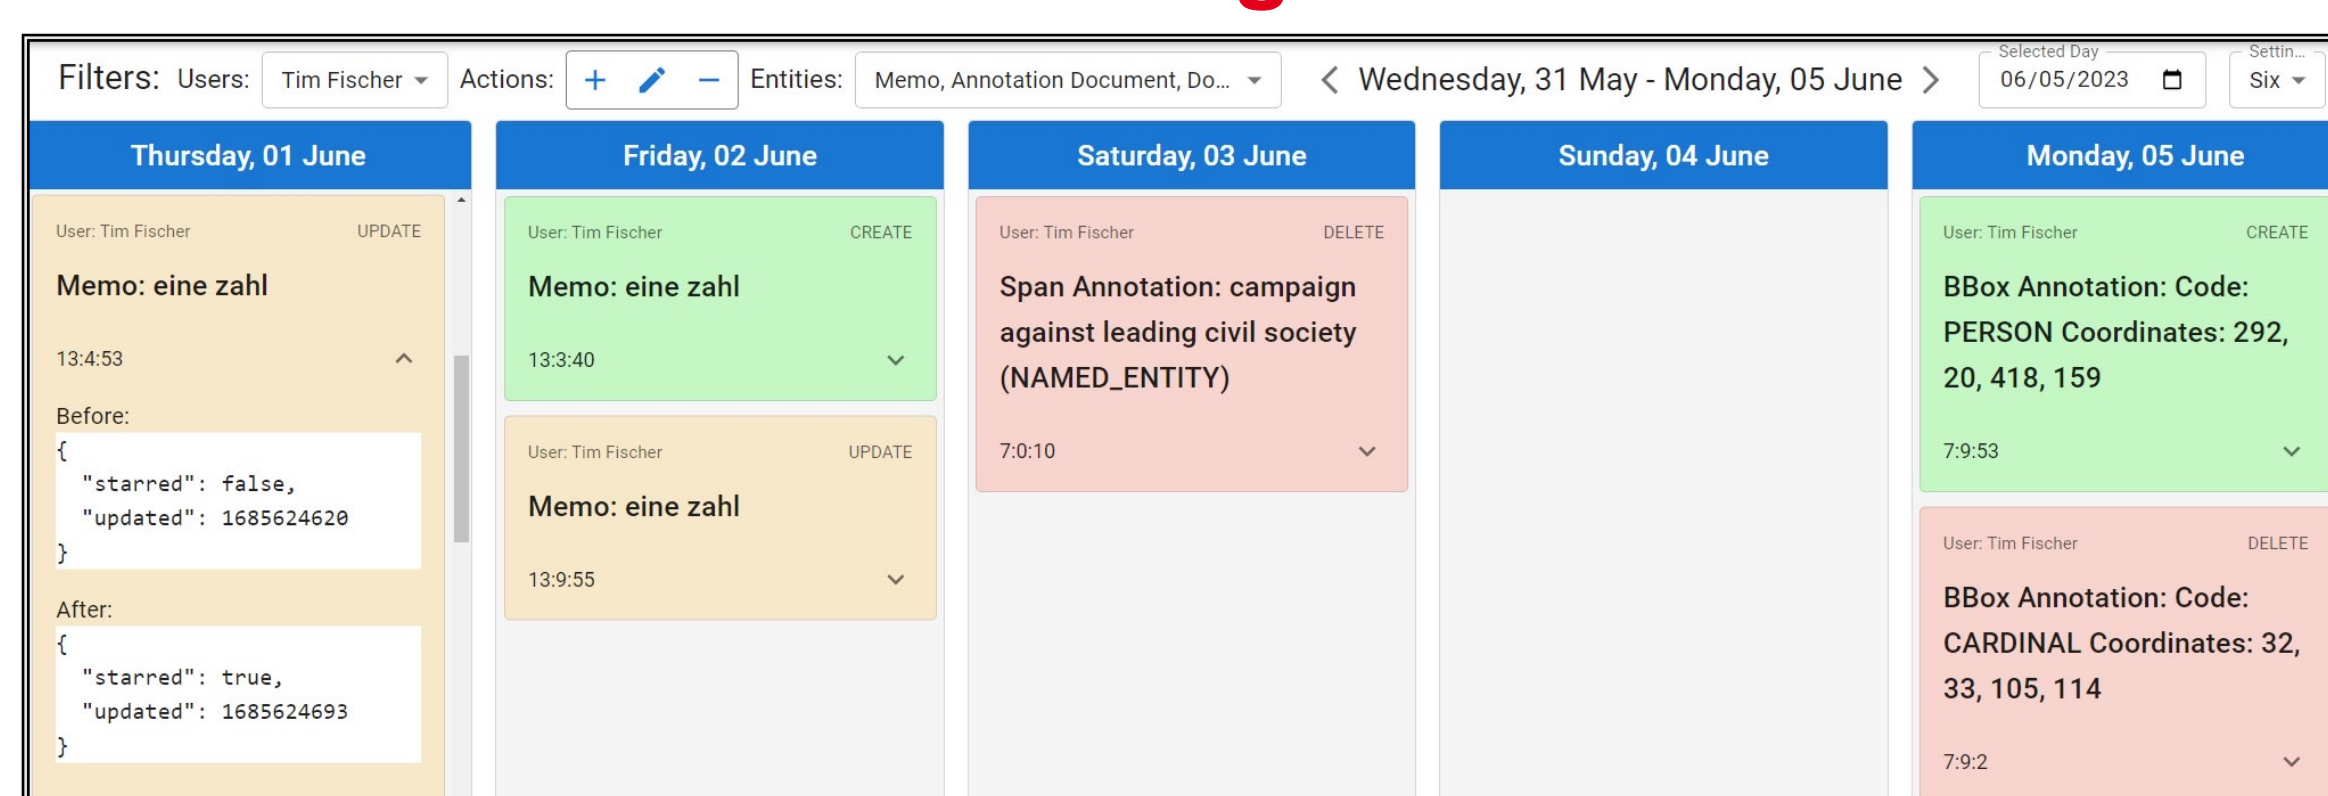 Filters: Users: Tim Fischer Actions: + − Entities: Memo, Annotation Document, Do... < Wednesday, 31 May - Monday, 05 June > Selected Day 06/05/2023 Settin... Six
Thursday, 01 June
User: Tim Fischer UPDATE
Memo: eine zahl
13:4:53
Before:
{
"starred": false,
"updated": 1685624620
}
After:
{
"starred": true,
"updated": 1685624693
}
Friday, 02 June
User: Tim Fischer CREATE
Memo: eine zahl
13:3:40
User: Tim Fischer UPDATE
Memo: eine zahl
13:9:55
Saturday, 03 June
User: Tim Fischer DELETE
Span Annotation: campaign
against leading civil society
(NAMED_ENTITY)
7:0:10
Sunday, 04 June
Monday, 05 June
User: Tim Fischer CREATE
BBox Annotation: Code:
PERSON Coordinates: 292,
20, 418, 159
7:9:53
User: Tim Fischer DELETE
BBox Annotation: Code:
CARDINAL Coordinates: 32,
33, 105, 114
7:9:2